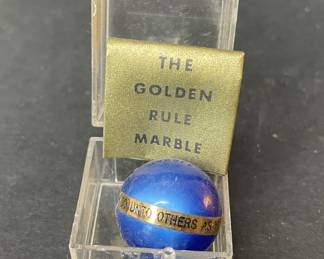 THE
GOLDEN
RULE
MARBLE
UNTO OTHERS AS